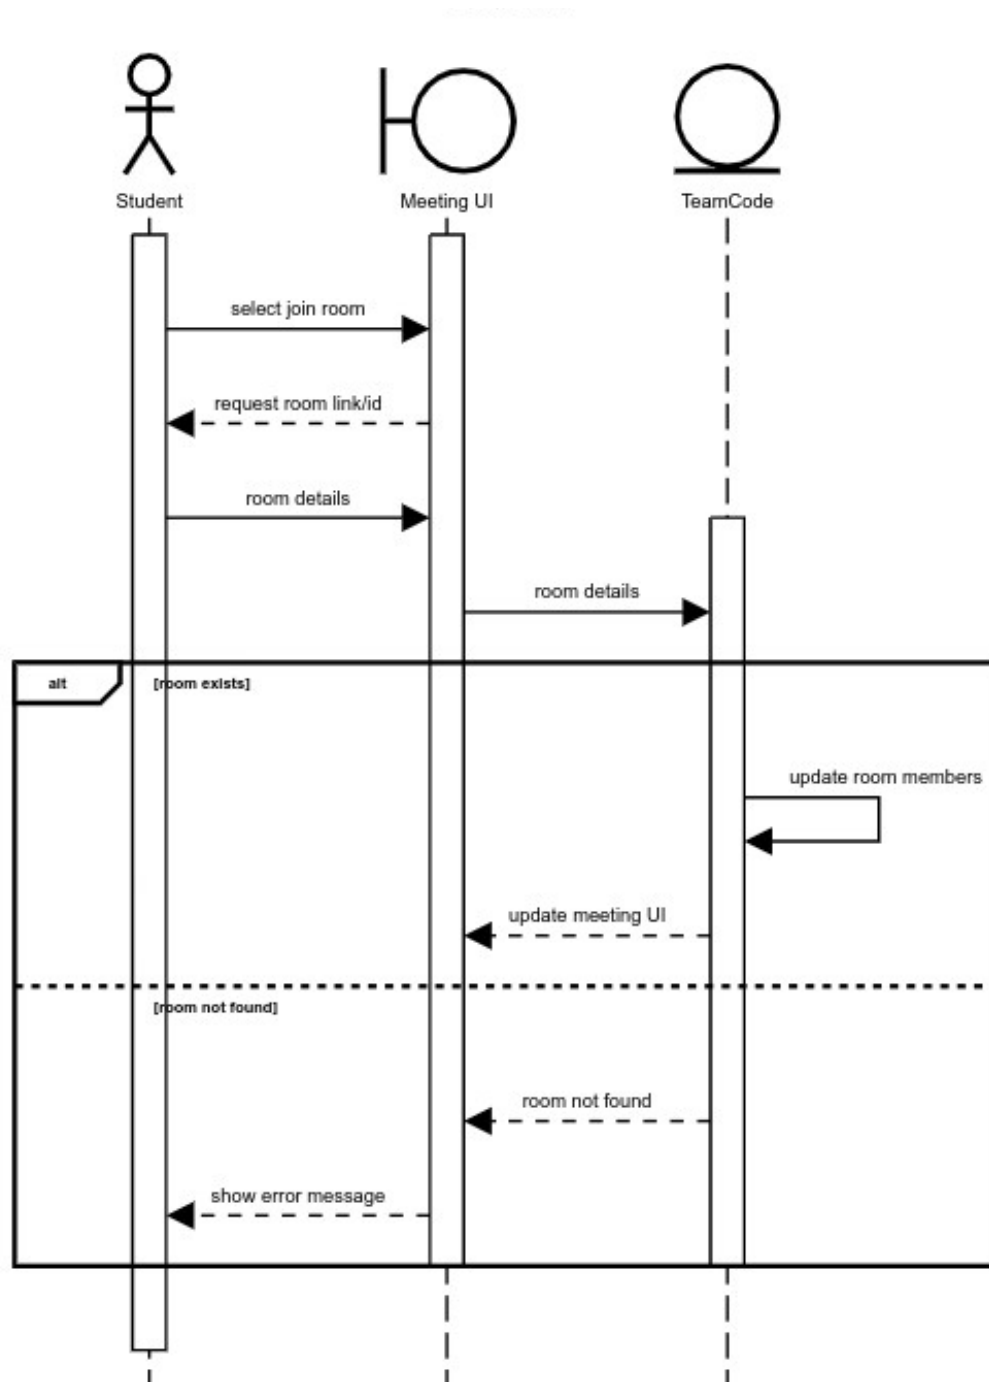 Student
Meeting UI
TeamCode
select join room
request room link/id
room details
room details
alt
[room exists]
update room members
update meeting UI
[room not found]
room not found
show error message